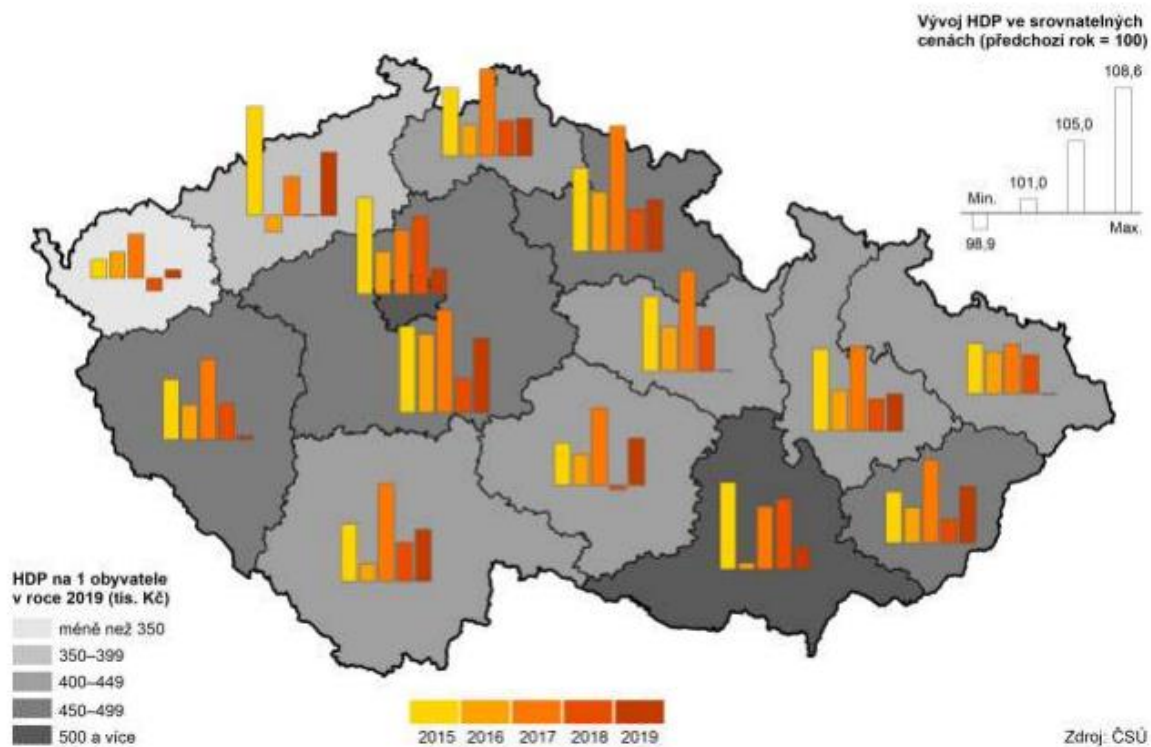 Vývoj HDP ve srovnatelných
cenách (předchozí rok = 100)
108,6
105,0
101,0
Min.
98,9
Max.
HDP na 1 obyvatele
v roce 2019 (tis. Kč)
méně než 350
350–399
400–449
450–499
500 a více
2015 2016 2017 2018 2019
Zdroj: ČSÚ